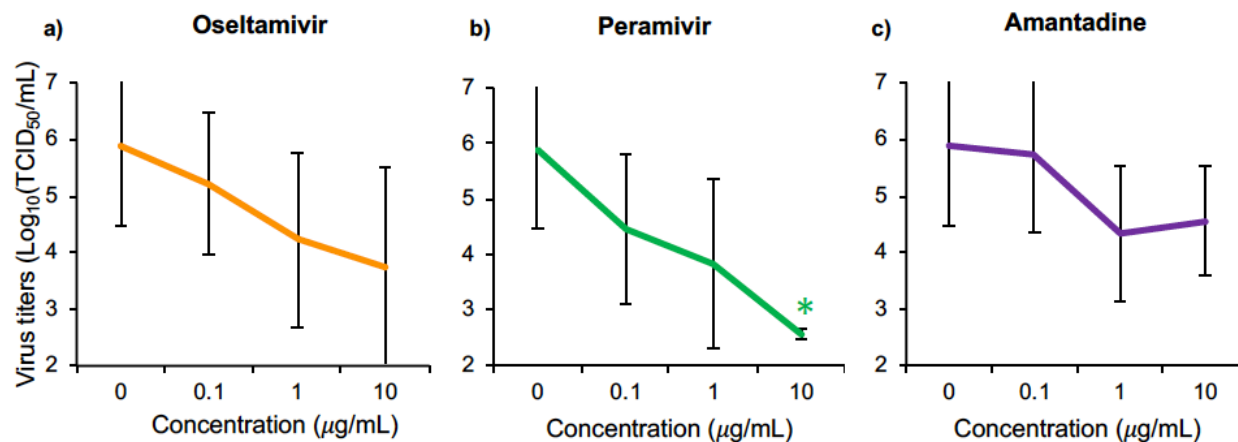 a) Oseltamivir
b) Peramivir
c) Amantadine
Virus titers (Log10(TCID50/mL)
7
6
5
4
3
2
0 0.1 1 10
Concentration (μg/mL)
7
6
5
4
3
2
*
0 0.1 1 10
Concentration (μg/mL)
7
6
5
4
3
2
0 0.1 1 10
Concentration (μg/mL)